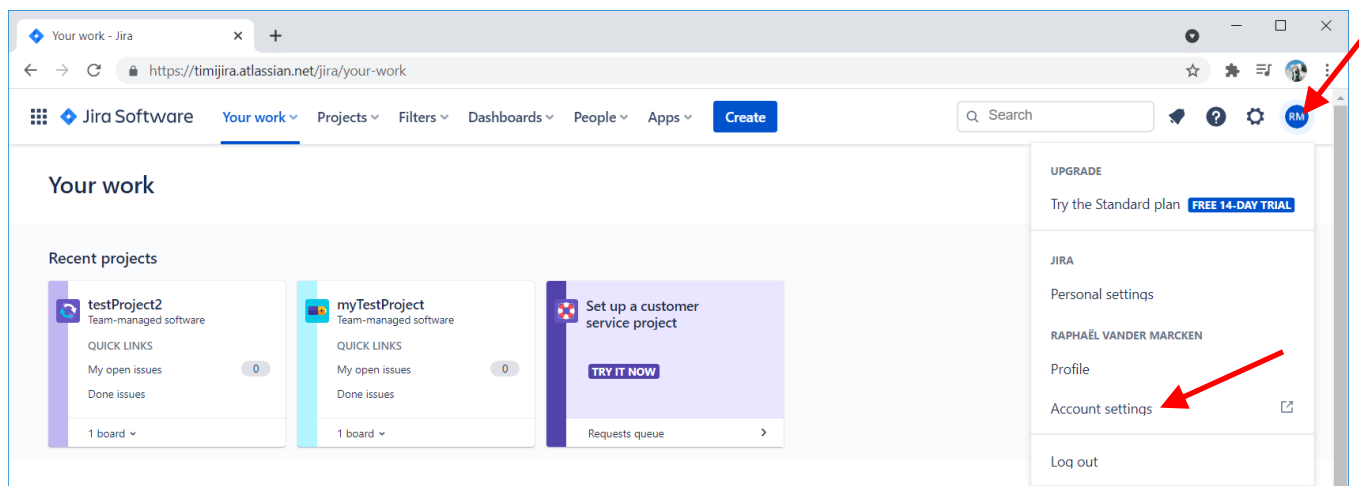 Your work - Jira
https://timijira.atlassian.net/jira/your-work
Jira Software Your work Projects Filters Dashboards People Apps Create Search RM
Your work
UPGRADE
Try the Standard plan FREE 14-DAY TRIAL
JIRA
Personal settings
RAPHAËL VANDER MARCKEN
Profile
Account settings
Log out
Recent projects
testProject2
Team-managed software
QUICK LINKS
My open issues 0
Done issues
1 board
myTestProject
Team-managed software
QUICK LINKS
My open issues 0
Done issues
1 board
Set up a customer
service project
TRY IT NOW
Requests queue